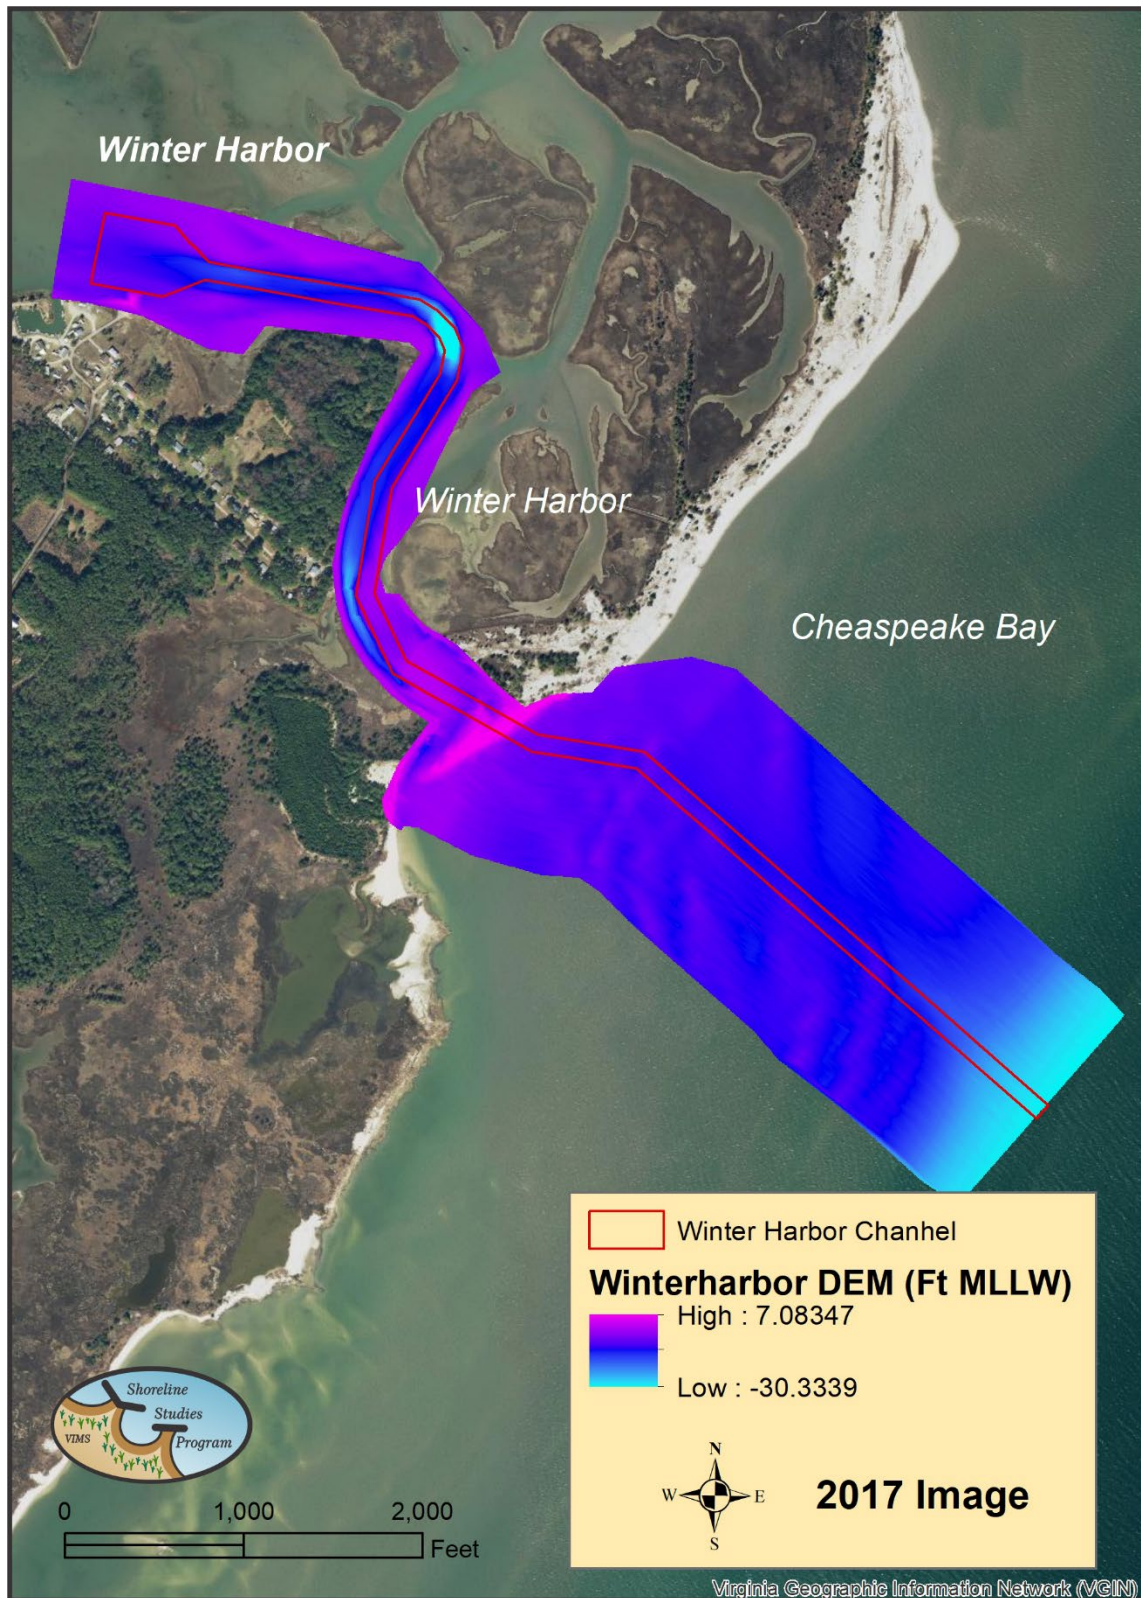 Winter Harbor
Winter Harbor
Cheaspeake Bay
Winter Harbor Chanhel
Winterharbor DEM (Ft MLLW)
High : 7.08347
Low : -30.3339
Shoreline
Studies
VIMS
Program
N
W
E
S
2017 Image
0
1,000
2,000
Feet
Virginia Geographic Information Network (VGIN)